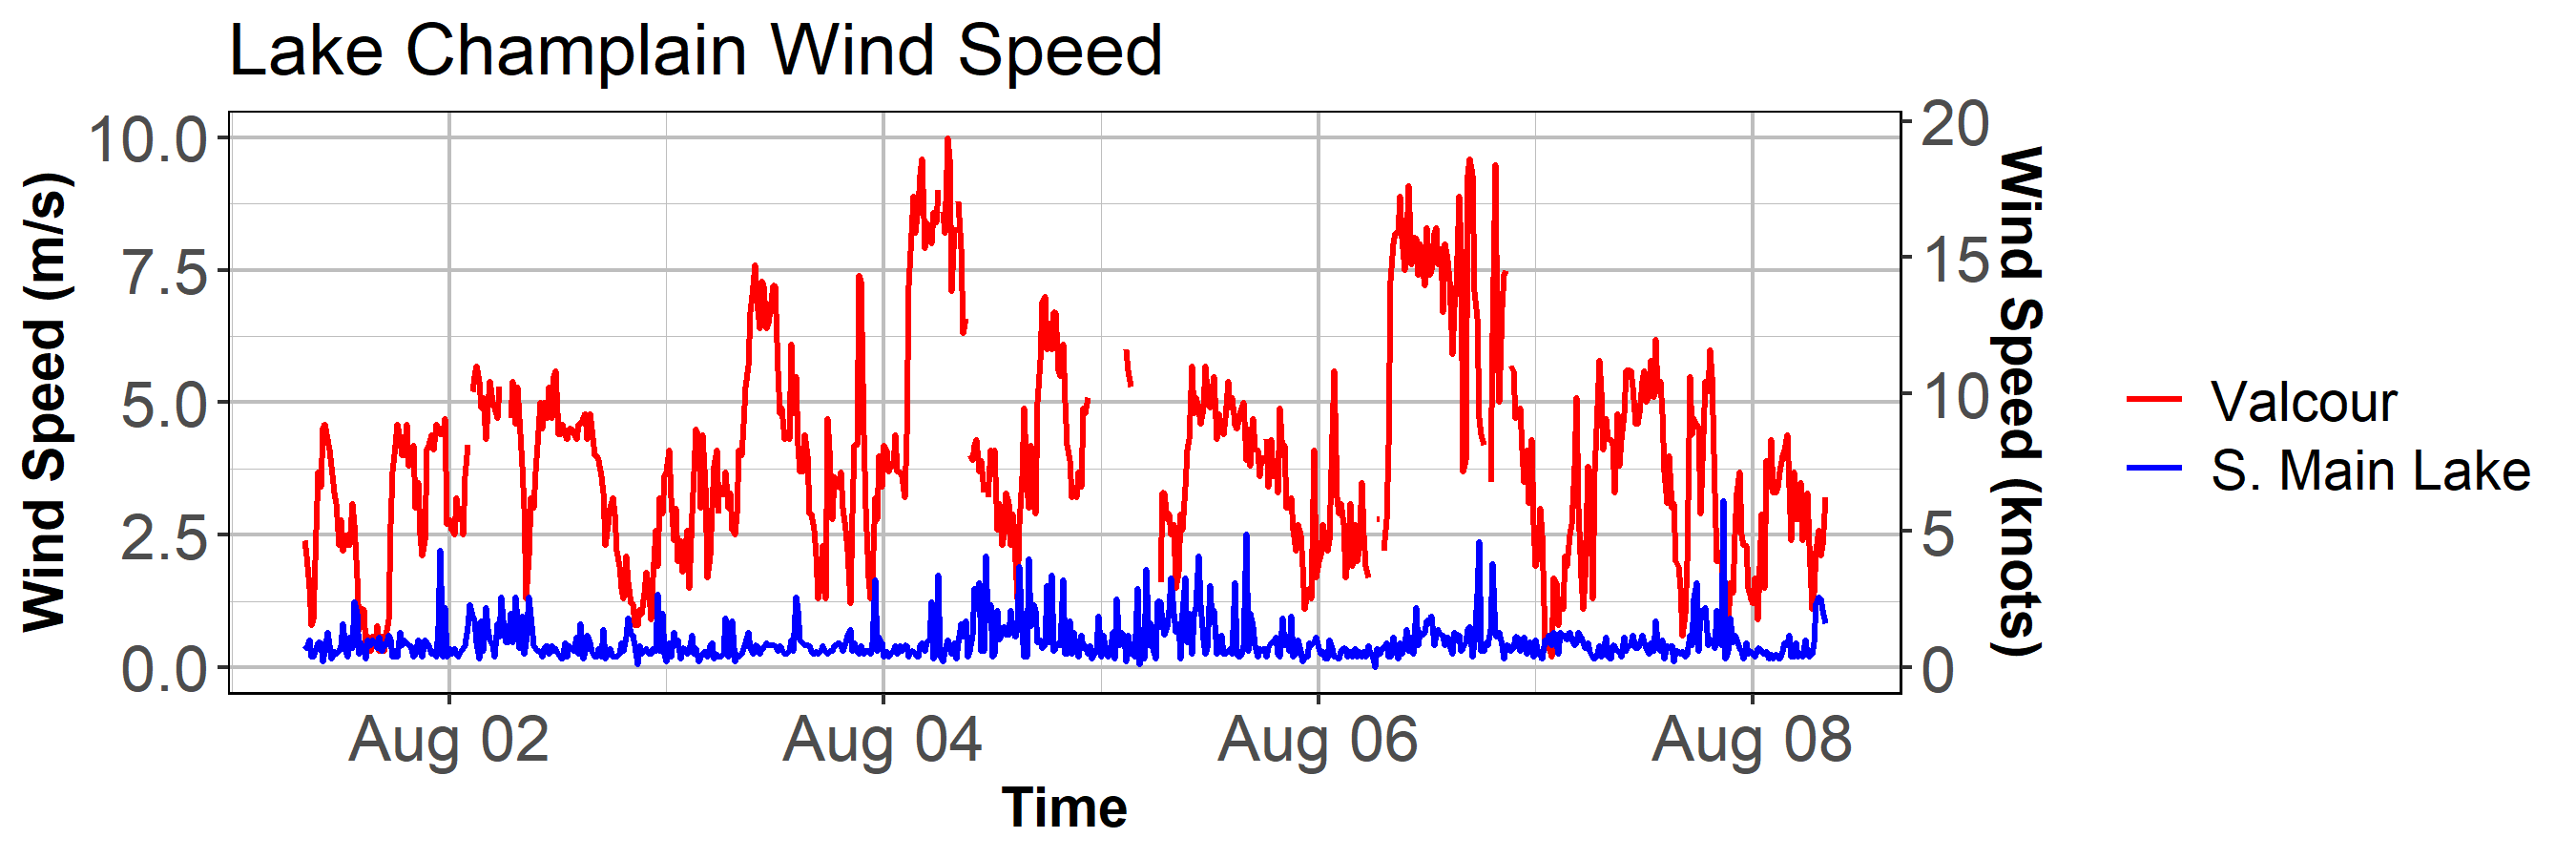 Lake Champlain Wind Speed
Wind Speed (m/s)
10.0
7.5
5.0
2.5
0.0
20
15
10
5
0
Wind Speed (knots)
Aug 02
Aug 04
Aug 06
Aug 08
Time
Valcour
S. Main Lake